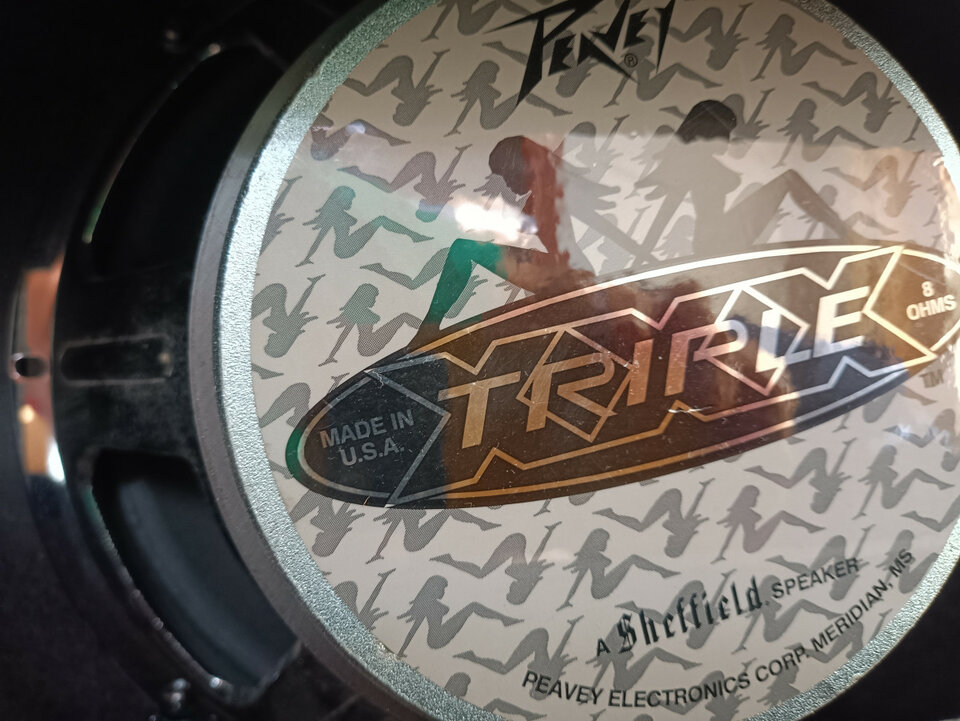 PEAVEY®
TRIPLE
8
OHMS
TM
MADE IN
U.S.A.
A Sheffield® SPEAKER
PEAVEY ELECTRONICS CORP. MERIDIAN, MS